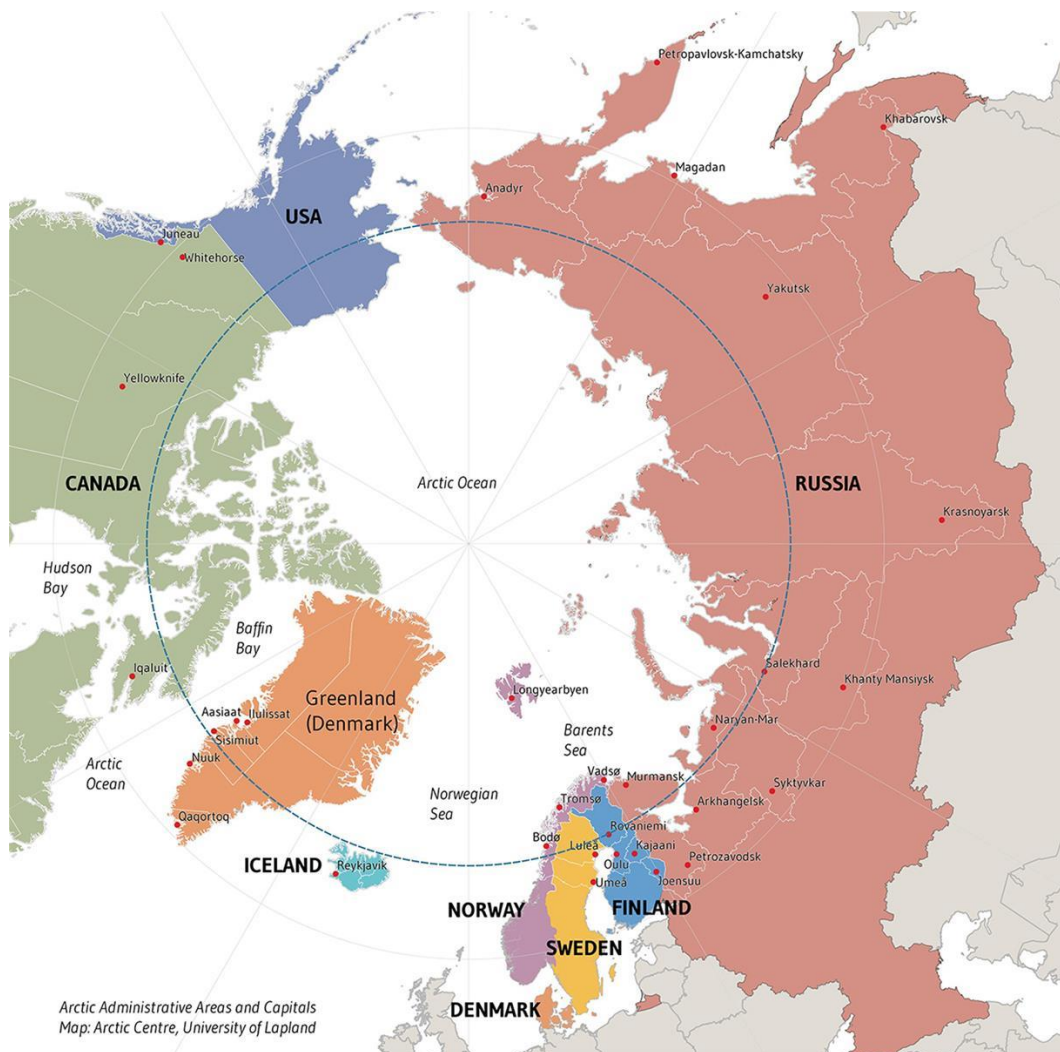 Petropavlovsk-Kamchatsky
Khabarovsk
Magadan
Anadyr
USA
Juneau
Whitehorse
Yakutsk
Yellowknife
CANADA
Arctic Ocean
RUSSIA
Krasnoyarsk
Hudson
Bay
Baffin
Bay
Iqaluit
Salekhard
Khanty Mansiysk
Longyearbyen
Greenland
(Denmark)
Aasiaat
Ilulissat
Sisimiut
Naryan-Mar
Barents
Sea
Arctic
Ocean
Nuuk
Vadsø
Murmansk
Syktyvkar
Norwegian
Sea
Tromsø
Arkhangelsk
Qaqortoq
Rovaniemi
Bodø
Luleå
Kajaani
Oulu
Petrozavodsk
ICELAND
Reykjavik
Joensuu
Umeå
NORWAY
FINLAND
SWEDEN
DENMARK
Arctic Administrative Areas and Capitals
Map: Arctic Centre, University of Lapland